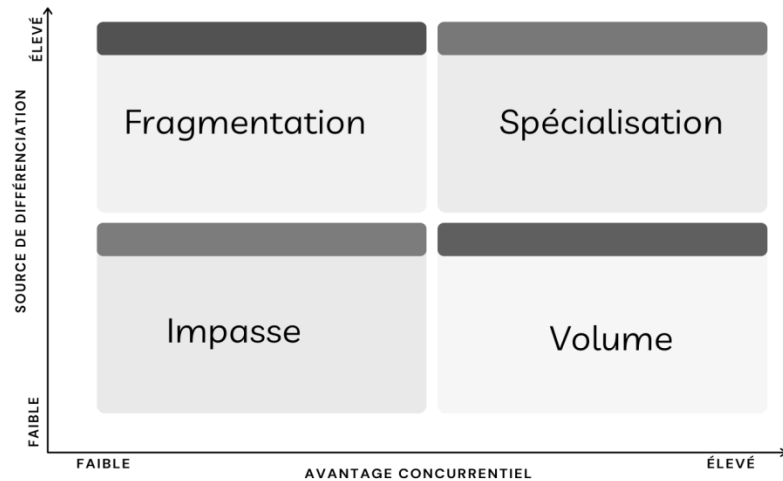 ÉLEVÉ
SOURCE DE DIFFÉRENCIATION
FAIBLE
Fragmentation
Spécialisation
Impasse
Volume
FAIBLE
AVANTAGE CONCURRENTIEL
ÉLEVÉ